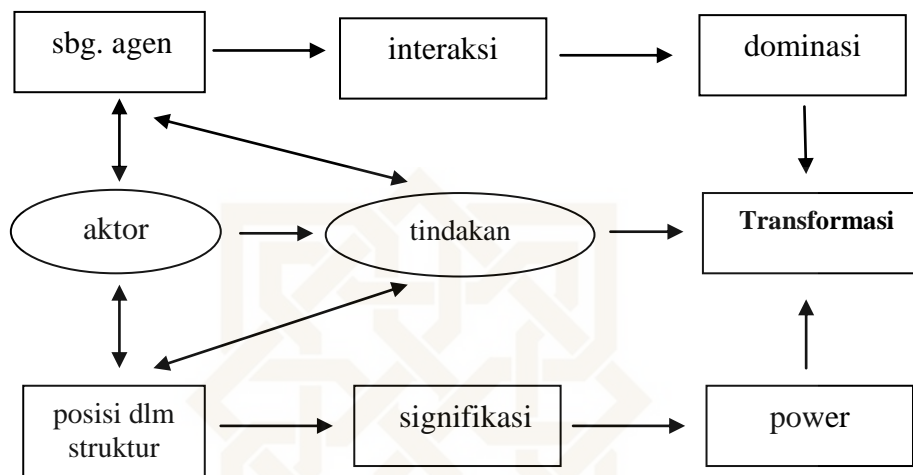 sbg. agen
interaksi
dominasi
aktor
tindakan
Transformasi
posisi dlm
struktur
signifikasi
power